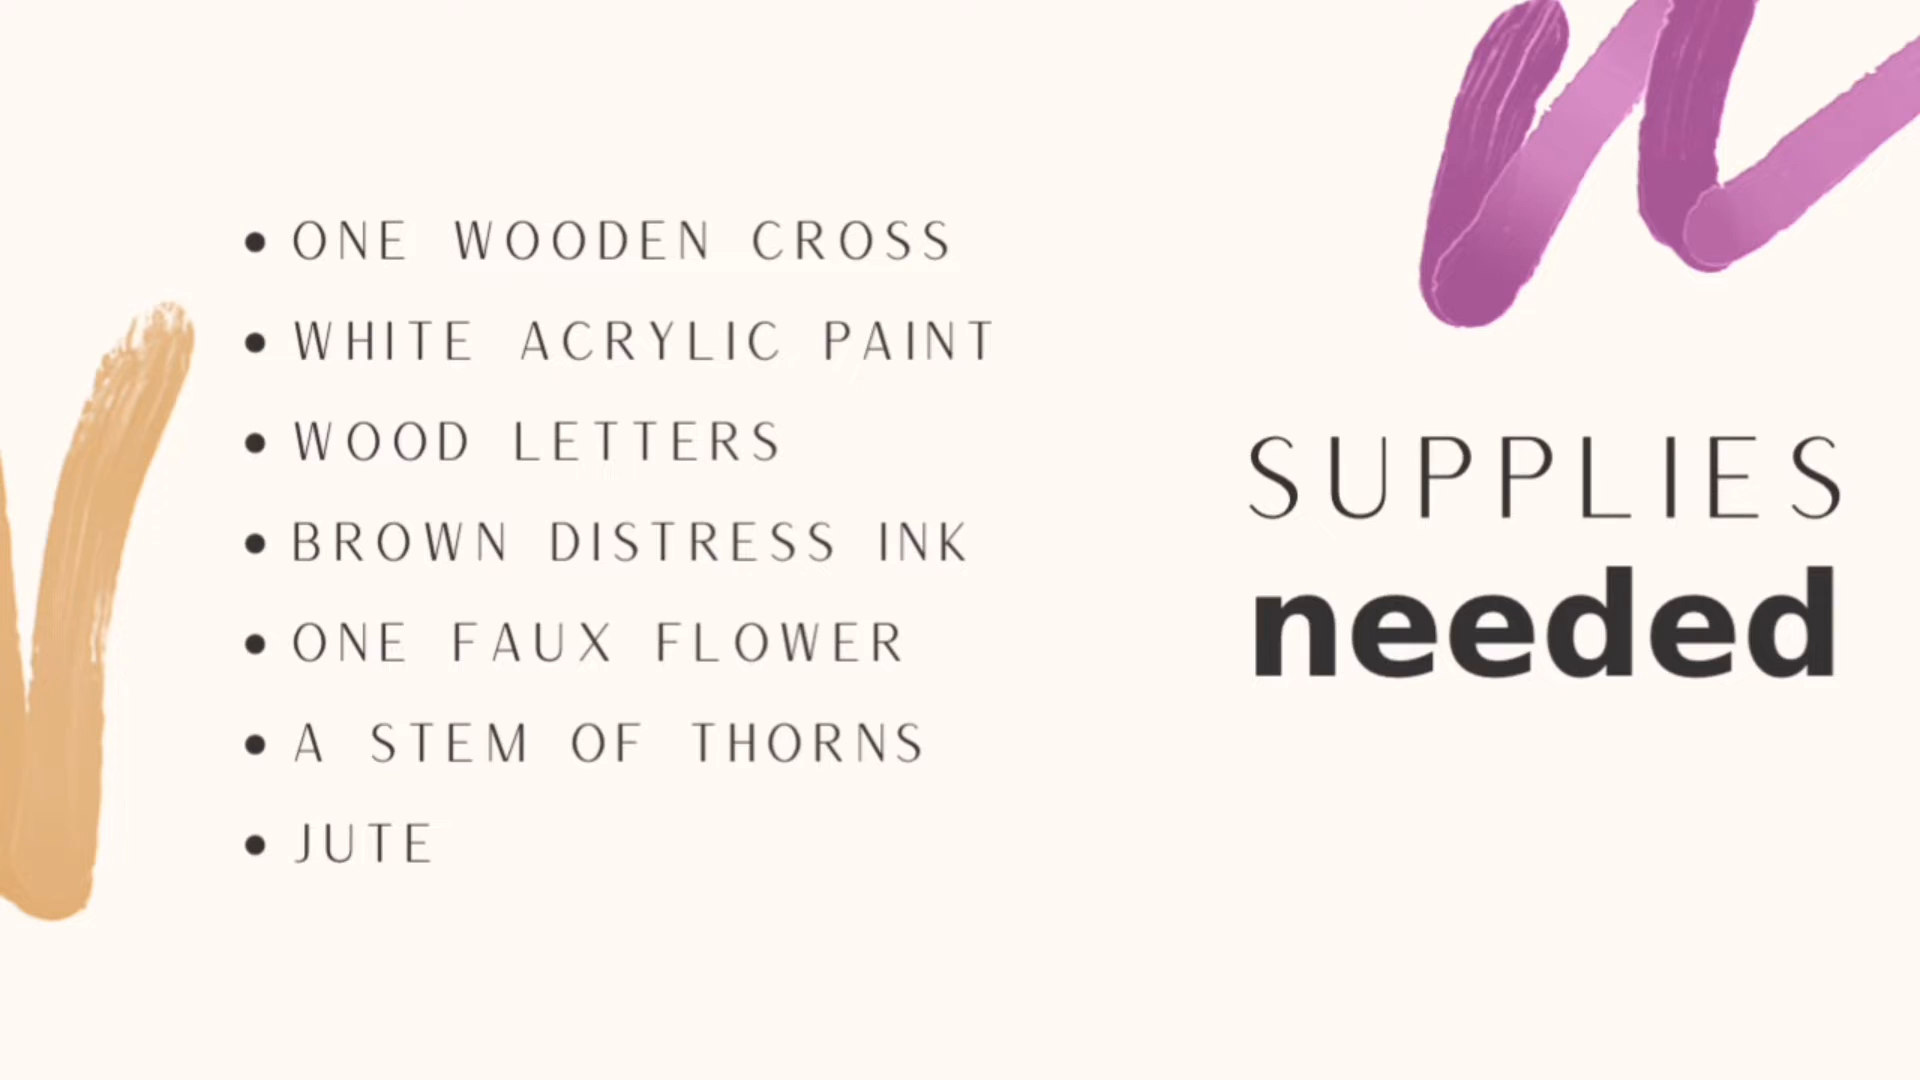 • ONE WOODEN CROSS
• WHITE ACRYLIC PAINT
• WOOD LETTERS
• BROWN DISTRESS INK
• ONE FAUX FLOWER
• A STEM OF THORNS
• JUTE
SUPPLIES
needed